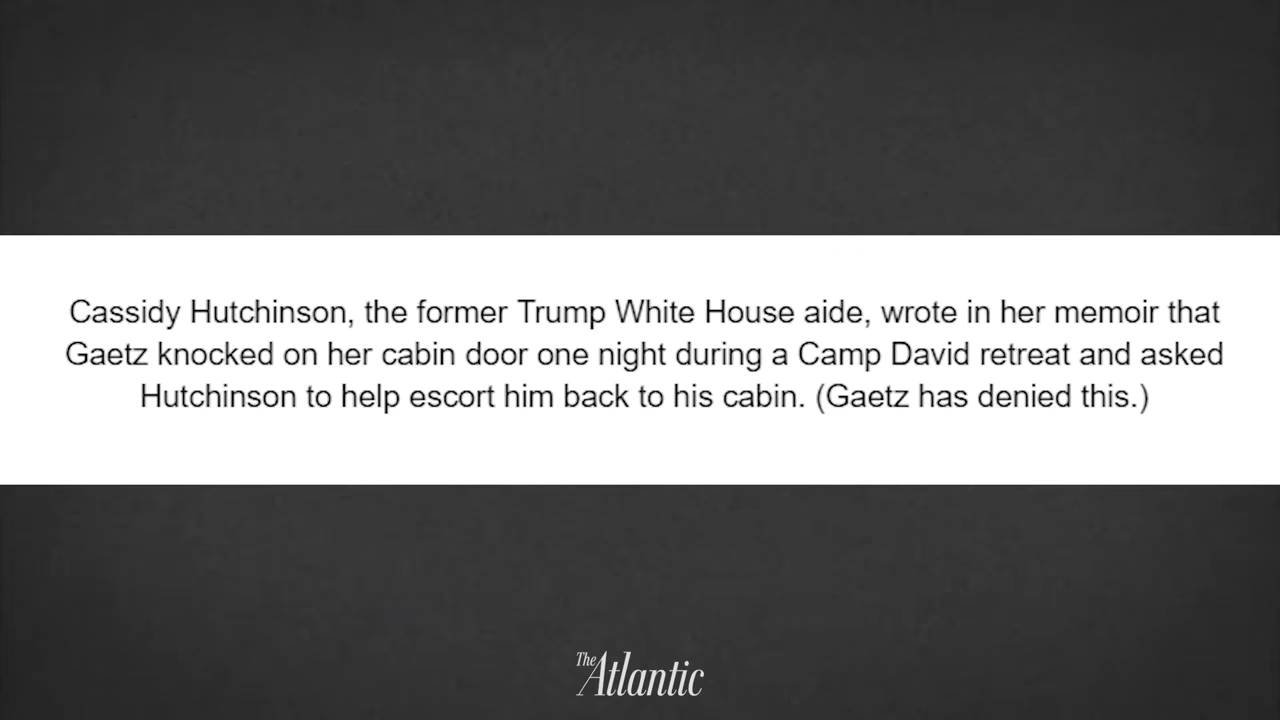 Cassidy Hutchinson, the former Trump White House aide, wrote in her memoir that
Gaetz knocked on her cabin door one night during a Camp David retreat and asked
Hutchinson to help escort him back to his cabin. (Gaetz has denied this.)
The Atlantic